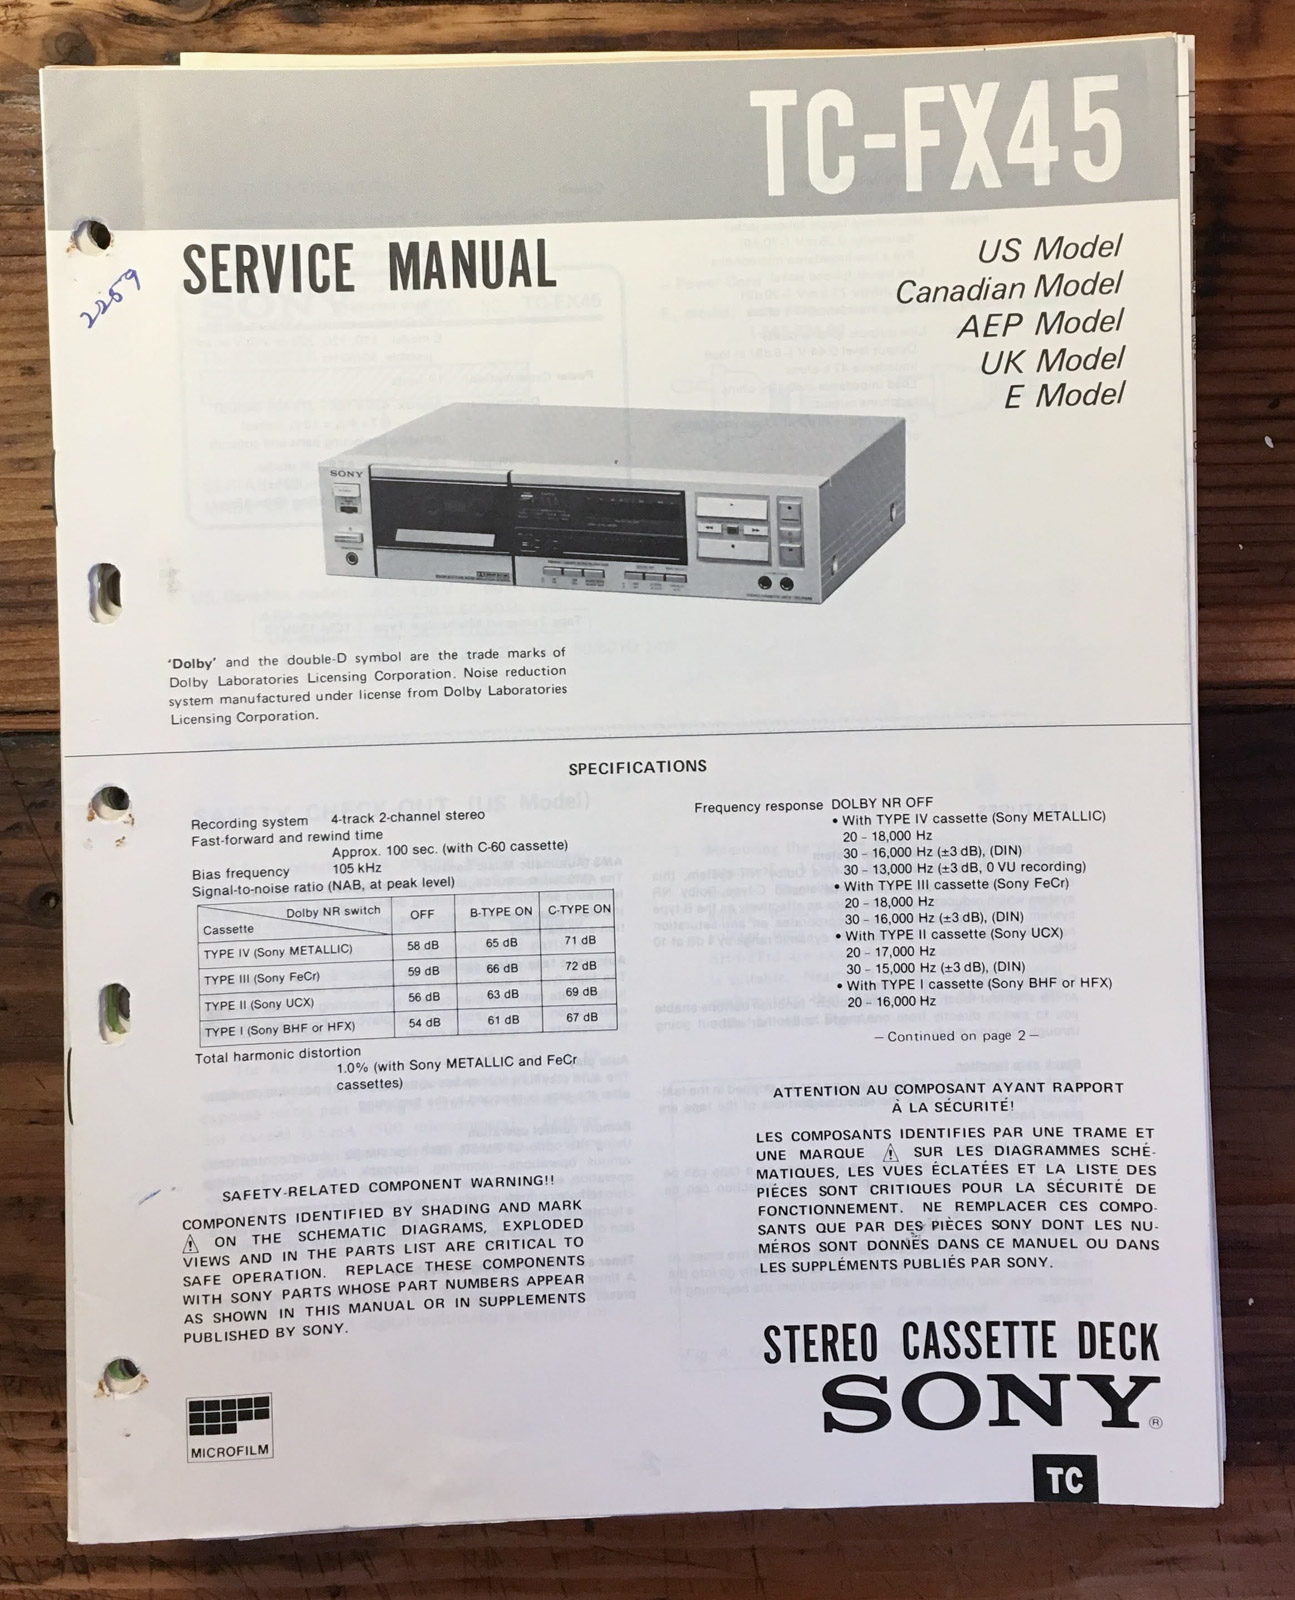 TC-FX45
SERVICE MANUAL
2259
US Model
Canadian Model
AEP Model
UK Model
E Model
SONY
'Dolby' and the double-D symbol are the trade marks of
Dolby Laboratories Licensing Corporation. Noise reduction
system manufactured under license from Dolby Laboratories
Licensing Corporation.
SPECIFICATIONS
Recording system 4-track 2-channel stereo
Fast-forward and rewind time
Approx. 100 sec. (with C-60 cassette)
Bias frequency 105 kHz
Signal-to-noise ratio (NAB, at peak level)
Dolby NR switch
Cassette OFF B-TYPE ON C-TYPE ON
TYPE IV (Sony METALLIC) 58 dB 65 dB 71 dB
TYPE III (Sony FeCr) 59 dB 66 dB 72 dB
TYPE II (Sony UCX) 56 dB 63 dB 69 dB
TYPE I (Sony BHF or HFX) 54 dB 61 dB 67 dB
Total harmonic distortion
1.0% (with Sony METALLIC and FeCr
cassettes)
Frequency response DOLBY NR OFF
• With TYPE IV cassette (Sony METALLIC)
20 – 18,000 Hz
30 – 16,000 Hz (±3 dB), (DIN)
30 – 13,000 Hz (±3 dB, 0 VU recording)
• With TYPE III cassette (Sony FeCr)
20 – 18,000 Hz
30 – 16,000 Hz (±3 dB), (DIN)
• With TYPE II cassette (Sony UCX)
20 – 17,000 Hz
30 – 15,000 Hz (±3 dB), (DIN)
• With TYPE I cassette (Sony BHF or HFX)
20 – 16,000 Hz
– Continued on page 2 –
SAFETY-RELATED COMPONENT WARNING!!
COMPONENTS IDENTIFIED BY SHADING AND MARK
⚠ ON THE SCHEMATIC DIAGRAMS, EXPLODED
VIEWS AND IN THE PARTS LIST ARE CRITICAL TO
SAFE OPERATION. REPLACE THESE COMPONENTS
WITH SONY PARTS WHOSE PART NUMBERS APPEAR
AS SHOWN IN THIS MANUAL OR IN SUPPLEMENTS
PUBLISHED BY SONY.
ATTENTION AU COMPOSANT AYANT RAPPORT
À LA SÉCURITÉ!
LES COMPOSANTS IDENTIFIES PAR UNE TRAME ET
UNE MARQUE ⚠ SUR LES DIAGRAMMES SCHÉ-
MATIQUES, LES VUES ÉCLATÉES ET LA LISTE DES
PIÈCES SONT CRITIQUES POUR LA SÉCURITÉ DE
FONCTIONNEMENT. NE REMPLACER CES COMPO-
SANTS QUE PAR DES PIÈCES SONY DONT LES NU-
MÉROS SONT DONNÉS DANS CE MANUEL OU DANS
LES SUPPLÉMENTS PUBLIÉS PAR SONY.
MICROFILM
STEREO CASSETTE DECK
SONY®
TC